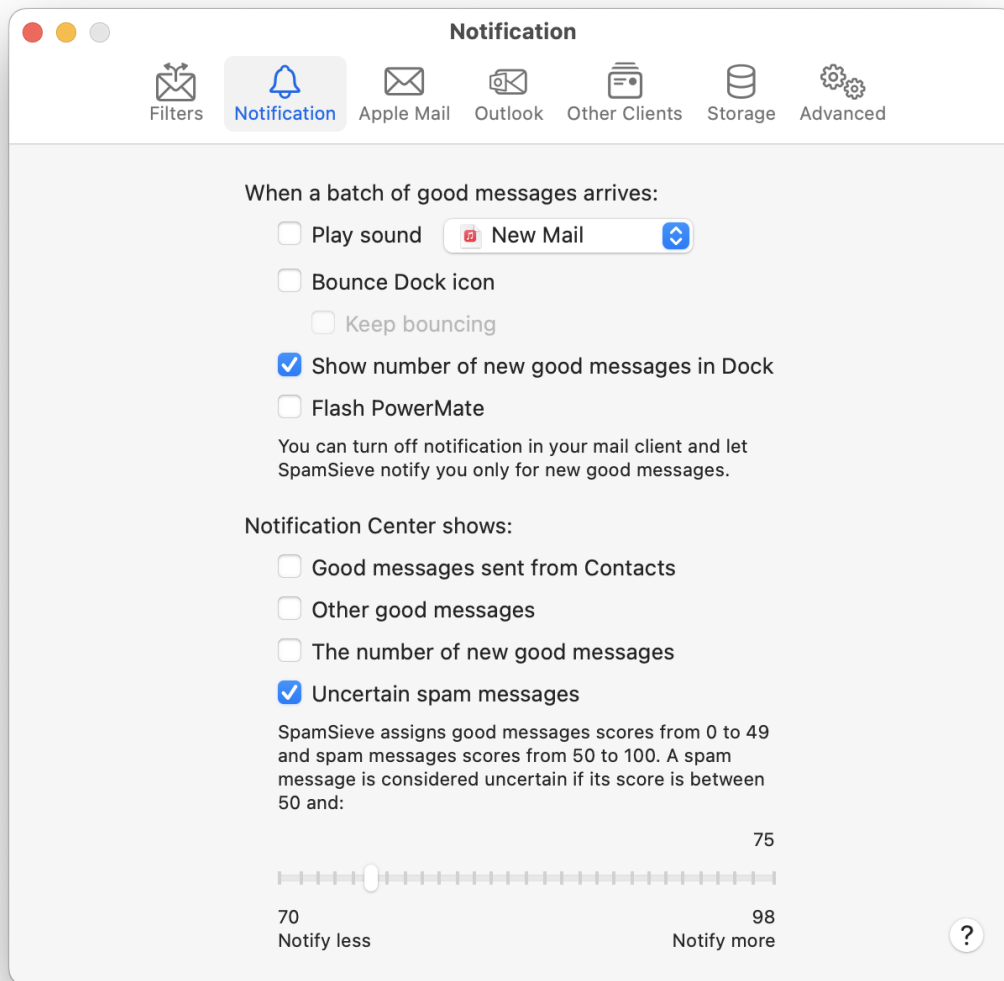 Notification
Filters
Notification
Apple Mail
Outlook
Other Clients
Storage
Advanced
When a batch of good messages arrives:
Play sound
New Mail
Bounce Dock icon
Keep bouncing
Show number of new good messages in Dock
Flash PowerMate
You can turn off notification in your mail client and let
SpamSieve notify you only for new good messages.
Notification Center shows:
Good messages sent from Contacts
Other good messages
The number of new good messages
Uncertain spam messages
SpamSieve assigns good messages scores from 0 to 49
and spam messages scores from 50 to 100. A spam
message is considered uncertain if its score is between
50 and:
75
70
98
Notify less
Notify more
?